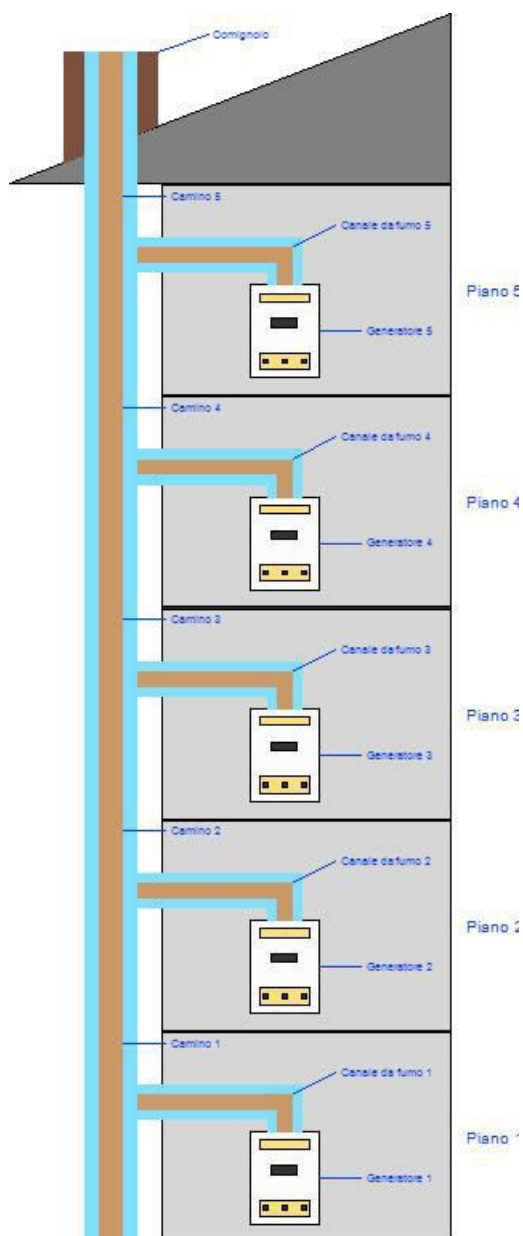 Comignolo
Camino 5
Canale da fumo 5
Piano 5
Generatore 5
Camino 4
Canale da fumo 4
Piano 4
Generatore 4
Camino 3
Canale da fumo 3
Piano 3
Generatore 3
Camino 2
Canale da fumo 2
Piano 2
Generatore 2
Camino 1
Canale da fumo 1
Piano 1
Generatore 1